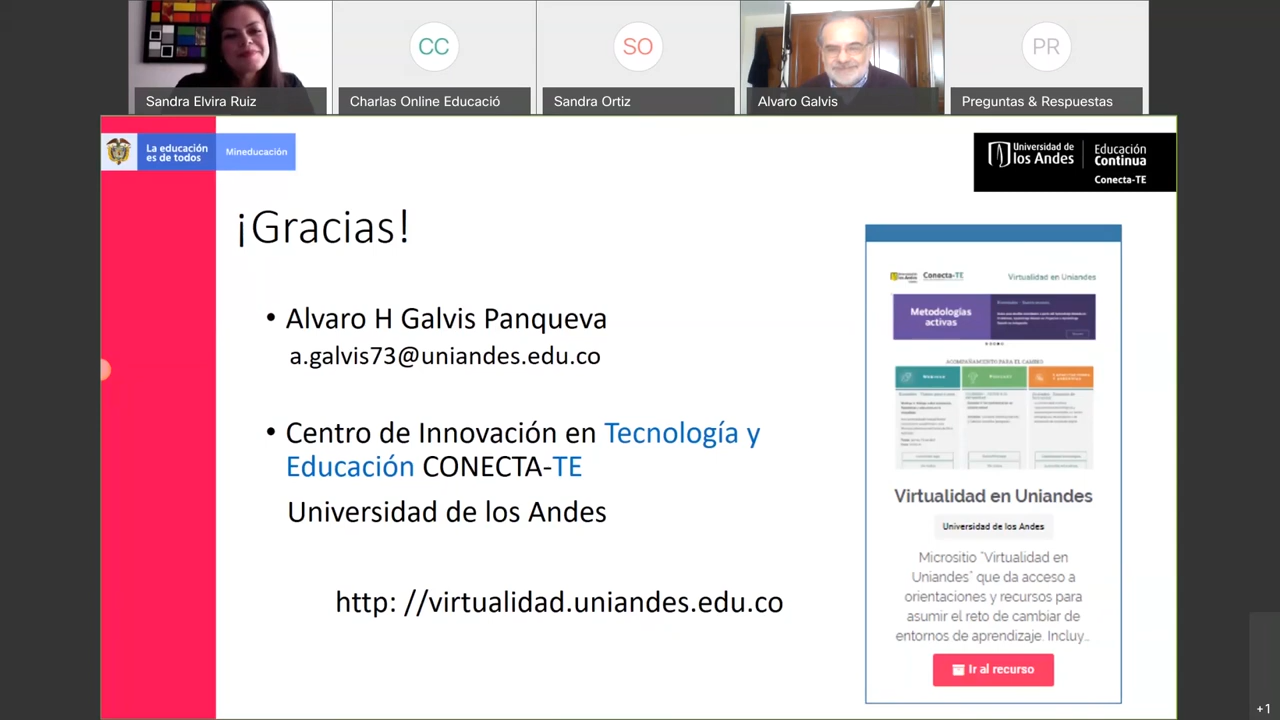 CC
SO
PR
Sandra Elvira Ruiz
Charlas Online Educació
Sandra Ortiz
Alvaro Galvis
Preguntas & Respuestas
La educación
es de todos
Mineducación
Universidad de
los Andes
Educación
Continua
Conecta-TE
¡Gracias!
• Alvaro H Galvis Panqueva
a.galvis73@uniandes.edu.co
• Centro de Innovación en Tecnología y
Educación CONECTA-TE
Universidad de los Andes
http: //virtualidad.uniandes.edu.co
Conecta-TE
Virtualidad en Uniandes
Metodologías
activas
ACOMPAÑAMIENTO PARA EL CAMBIO
Virtualidad en Uniandes
Universidad de los Andes
Micrositio "Virtualidad en
Uniandes" que da acceso a
orientaciones y recursos para
asumir el reto de cambiar de
entornos de aprendizaje. Incluy...
Ir al recurso
+1